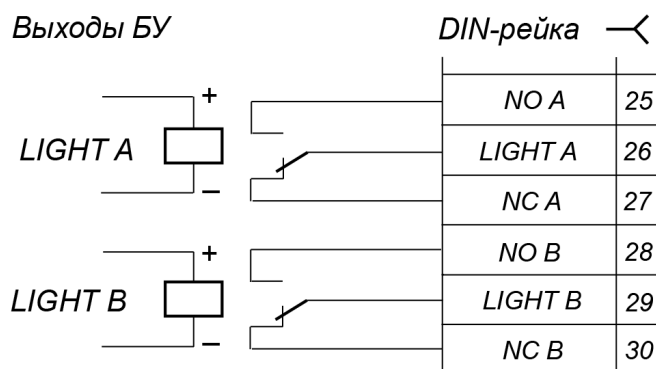 Выходы БУ
DIN-рейка
+
LIGHT A
−
NO A 25
LIGHT A 26
NC A 27
+
LIGHT B
−
NO B 28
LIGHT B 29
NC B 30